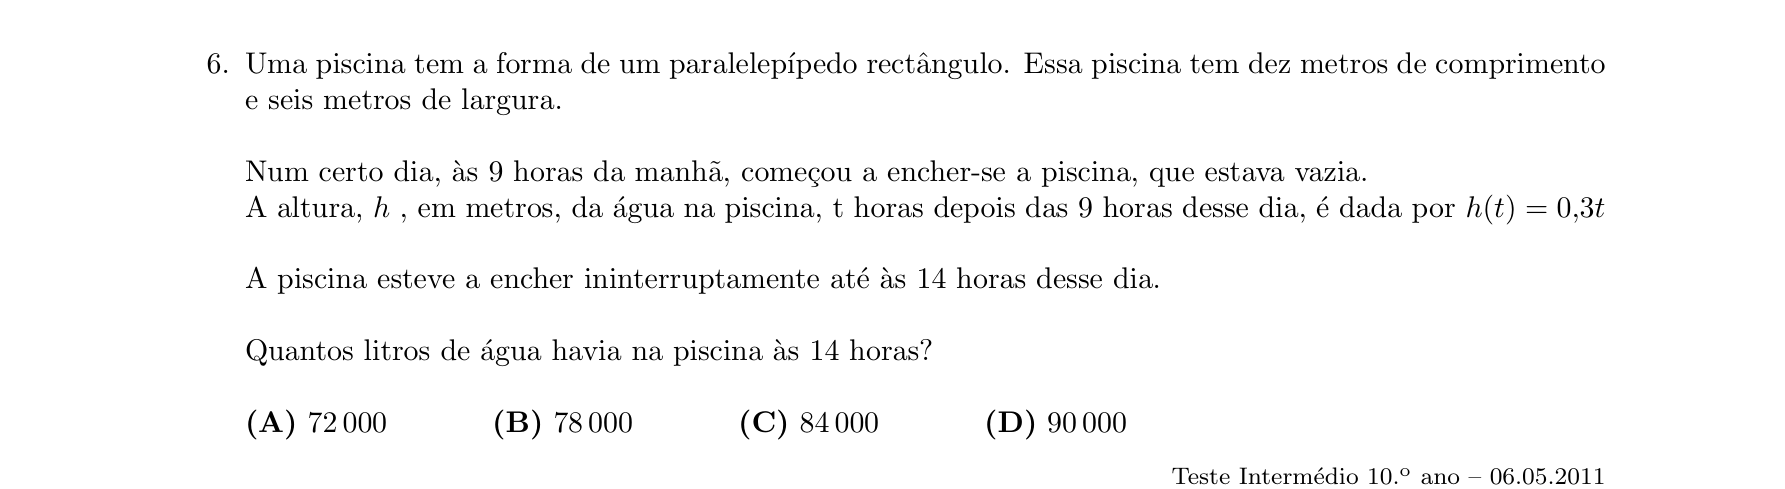 6. Uma piscina tem a forma de um paralelepípedo rectângulo. Essa piscina tem dez metros de comprimento
e seis metros de largura.
Num certo dia, às 9 horas da manhã, começou a encher-se a piscina, que estava vazia.
A altura, h , em metros, da água na piscina, t horas depois das 9 horas desse dia, é dada por h(t) = 0,3t
A piscina esteve a encher ininterruptamente até às 14 horas desse dia.
Quantos litros de água havia na piscina às 14 horas?
(A) 72 000 (B) 78 000 (C) 84 000 (D) 90 000
Teste Intermédio 10.º ano – 06.05.2011